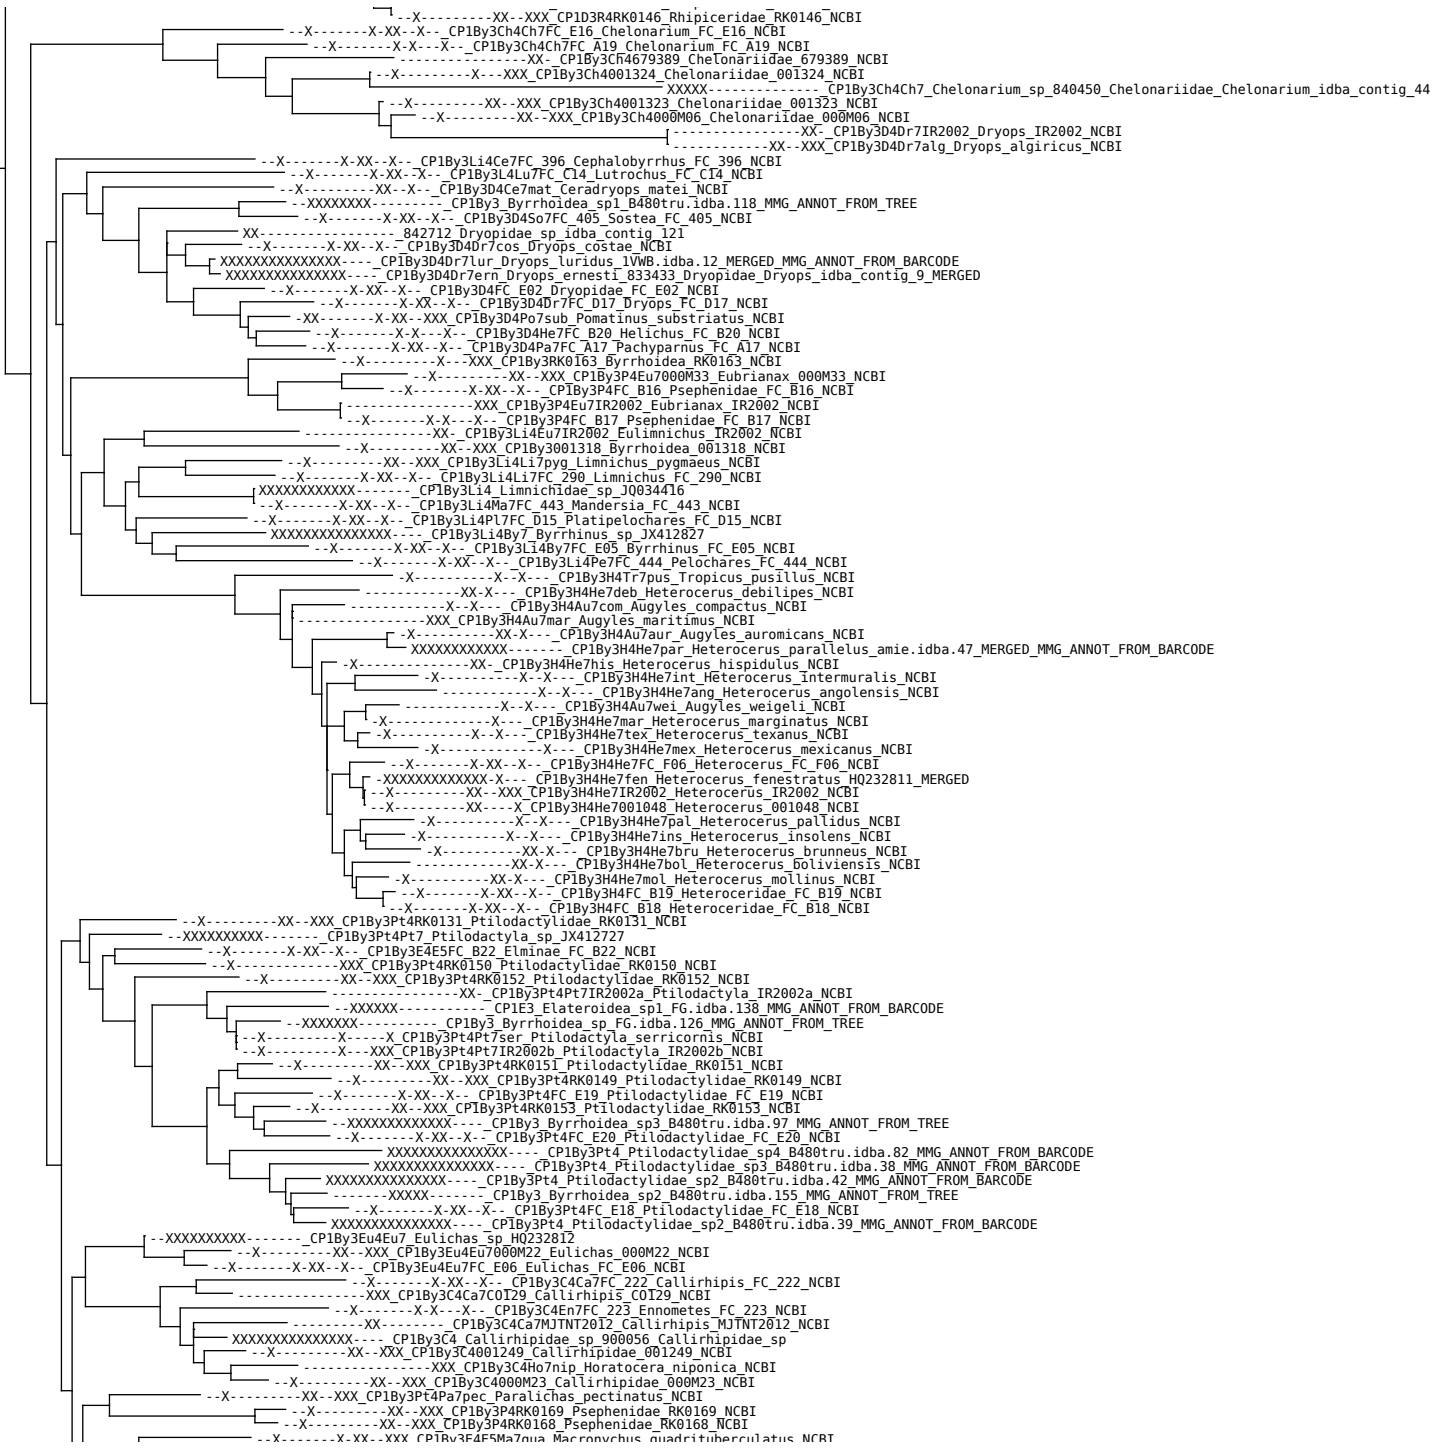 --X---------XX--XXX_CP1D3R4RK0146_Rhipiceridae_RK0146_NCBI
--X-------X-XX--X--_CP1By3Ch4Ch7FC_E16_Chelonarium_FC_E16_NCBI
--X-------X-X---X--_CP1By3Ch4Ch7FC_A19_Chelonarium_FC_A19_NCBI
----------------XX-_CP1By3Ch4679389_Chelonariidae_679389_NCBI
--X---------X---XXX_CP1By3Ch4001324_Chelonariidae_001324_NCBI
XXXXX--------------_CP1By3Ch4Ch7_Chelonarium_sp_840450_Chelonariidae_Chelonarium_idba_contig_44
--X---------XX--XXX_CP1By3Ch4001323_Chelonariidae_001323_NCBI
--X---------XX--XXX_CP1By3Ch4000M06_Chelonariidae_000M06_NCBI
----------------XX-_CP1By3D4Dr7IR2002_Dryops_IR2002_NCBI
------------XX--XXX_CP1By3D4Dr7alg_Dryops_algiricus_NCBI
--X-------X-XX--X--_CP1By3Li4Ce7FC_396_Cephalobyrrhus_FC_396_NCBI
--X-------X-XX--X--_CP1By3L4Lu7FC_C14_Lutrochus_FC_C14_NCBI
--X---------XX--X--_CP1By3D4Ce7mat_Ceradryops_matei_NCBI
--XXXXXXXX---------_CP1By3_Byrrhoidea_sp1_B480tru.idba.118_MMG_ANNOT_FROM_TREE
--X-------X-XX--X--_CP1By3D4So7FC_405_Sostea_FC_405_NCBI
XX-----------------_842712_Dryopidae_sp_idba_contig_121
--X-------X-XX--X--_CP1By3D4Dr7cos_Dryops_costae_NCBI
XXXXXXXXXXXXXXX----_CP1By3D4Dr7lur_Dryops_luridus_1VWB.idba.12_MERGED_MMG_ANNOT_FROM_BARCODE
XXXXXXXXXXXXXXX----_CP1By3D4Dr7ern_Dryops_ernesti_833433_Dryopidae_Dryops_idba_contig_9_MERGED
--X-------X-XX--X--_CP1By3D4FC_E02_Dryopidae_FC_E02_NCBI
--X-------X-XX--X--_CP1By3D4Dr7FC_D17_Dryops_FC_D17_NCBI
-XX-------X-XX--XXX_CP1By3D4Po7sub_Pomatinus_substriatus_NCBI
--X-------X-X---X--_CP1By3D4He7FC_B20_Helichus_FC_B20_NCBI
--X-------X-XX--X--_CP1By3D4Pa7FC_A17_Pachyparnus_FC_A17_NCBI
--X---------X---XXX_CP1By3RK0163_Byrrhoidea_RK0163_NCBI
--X---------XX--XXX_CP1By3P4Eu7000M33_Eubrianax_000M33_NCBI
--X-------X-XX--X--_CP1By3P4FC_B16_Psephenidae_FC_B16_NCBI
----------------XXX_CP1By3P4Eu7IR2002_Eubrianax_IR2002_NCBI
--X-------X-X---X--_CP1By3P4FC_B17_Psephenidae_FC_B17_NCBI
----------------XX-_CP1By3Li4Eu7IR2002_Eulimnichus_IR2002_NCBI
--X---------XX--XXX_CP1By3001318_Byrrhoidea_001318_NCBI
--X---------XX--XXX_CP1By3Li4Li7pyg_Limnichus_pygmaeus_NCBI
--X-------X-XX--X--_CP1By3Li4Li7FC_290_Limnichus_FC_290_NCBI
XXXXXXXXXXXX-------_CP1By3Li4_Limnichidae_sp_JQ034416
--X-------X-XX--X--_CP1By3Li4Ma7FC_443_Mandersia_FC_443_NCBI
--X-------X-XX--X--_CP1By3Li4Pl7FC_D15_Platipelochares_FC_D15_NCBI
XXXXXXXXXXXXXXX----_CP1By3Li4By7_Byrrhinus_sp_JX412827
--X-------X-XX--X--_CP1By3Li4By7FC_E05_Byrrhinus_FC_E05_NCBI
--X-------X-XX--X--_CP1By3Li4Pe7FC_444_Pelochares_FC_444_NCBI
-X----------X--X---_CP1By3H4Tr7pus_Tropicus_pusillus_NCBI
------------XX-X---_CP1By3H4He7deb_Heterocerus_debilipes_NCBI
------------X--X---_CP1By3H4Au7com_Augyles_compactus_NCBI
----------------XXX_CP1By3H4Au7mar_Augyles_maritimus_NCBI
-X----------XX-X---_CP1By3H4Au7aur_Augyles_auromicans_NCBI
XXXXXXXXXXXX-------_CP1By3H4He7par_Heterocerus_parallelus_amie.idba.47_MERGED_MMG_ANNOT_FROM_BARCODE
-X--------------XX-_CP1By3H4He7his_Heterocerus_hispidulus_NCBI
-X----------X--X---_CP1By3H4He7int_Heterocerus_intermuralis_NCBI
------------X--X---_CP1By3H4He7ang_Heterocerus_angolensis_NCBI
------------X--X---_CP1By3H4Au7wei_Augyles_weigeli_NCBI
-X-------------X---_CP1By3H4He7mar_Heterocerus_marginatus_NCBI
-X----------X--X---_CP1By3H4He7tex_Heterocerus_texanus_NCBI
-X-------------X---_CP1By3H4He7mex_Heterocerus_mexicanus_NCBI
--X-------X-XX--X--_CP1By3H4He7FC_F06_Heterocerus_FC_F06_NCBI
-XXXXXXXXXXXXX-X---_CP1By3H4He7fen_Heterocerus_fenestratus_HQ232811_MERGED
--X---------XX--XXX_CP1By3H4He7IR2002_Heterocerus_IR2002_NCBI
--X---------XX----X_CP1By3H4He7001048_Heterocerus_001048_NCBI
-X----------X--X---_CP1By3H4He7pal_Heterocerus_pallidus_NCBI
-X----------X--X---_CP1By3H4He7ins_Heterocerus_insolens_NCBI
-X----------XX-X---_CP1By3H4He7bru_Heterocerus_brunneus_NCBI
------------XX-X---_CP1By3H4He7bol_Heterocerus_boliviensis_NCBI
-X----------XX-X---_CP1By3H4He7mol_Heterocerus_mollinus_NCBI
--X-------X-XX--X--_CP1By3H4FC_B19_Heteroceridae_FC_B19_NCBI
--X-------X-XX--X--_CP1By3H4FC_B18_Heteroceridae_FC_B18_NCBI
--X---------XX--XXX_CP1By3Pt4RK0131_Ptilodactylidae_RK0131_NCBI
--XXXXXXXXXX-------_CP1By3Pt4Pt7_Ptilodactyla_sp_JX412727
--X-------X-XX--X--_CP1By3E4E5FC_B22_Elminae_FC_B22_NCBI
--X-------------XXX_CP1By3Pt4RK0150_Ptilodactylidae_RK0150_NCBI
--X---------XX--XXX_CP1By3Pt4RK0152_Ptilodactylidae_RK0152_NCBI
----------------XX-_CP1By3Pt4Pt7IR2002a_Ptilodactyla_IR2002a_NCBI
--XXXXXX-----------_CP1E3_Elateroidea_sp1_FG.idba.138_MMG_ANNOT_FROM_BARCODE
--XXXXXXX----------_CP1By3_Byrrhoidea_sp_FG.idba.126_MMG_ANNOT_FROM_TREE
--X---------X-----X_CP1By3Pt4Pt7ser_Ptilodactyla_serricornis_NCBI
--X---------X---XXX_CP1By3Pt4Pt7IR2002b_Ptilodactyla_IR2002b_NCBI
--X---------XX--XXX_CP1By3Pt4RK0151_Ptilodactylidae_RK0151_NCBI
--X---------XX--XXX_CP1By3Pt4RK0149_Ptilodactylidae_RK0149_NCBI
--X-------X-XX--X--_CP1By3Pt4FC_E19_Ptilodactylidae_FC_E19_NCBI
--X---------XX--XXX_CP1By3Pt4RK0153_Ptilodactylidae_RK0153_NCBI
--XXXXXXXXXXXXX----_CP1By3_Byrrhoidea_sp3_B480tru.idba.97_MMG_ANNOT_FROM_TREE
--X-------X-XX--X--_CP1By3Pt4FC_E20_Ptilodactylidae_FC_E20_NCBI
XXXXXXXXXXXXXXX----_CP1By3Pt4_Ptilodactylidae_sp4_B480tru.idba.82_MMG_ANNOT_FROM_BARCODE
XXXXXXXXXXXXXXX----_CP1By3Pt4_Ptilodactylidae_sp3_B480tru.idba.38_MMG_ANNOT_FROM_BARCODE
XXXXXXXXXXXXXXX----_CP1By3Pt4_Ptilodactylidae_sp2_B480tru.idba.42_MMG_ANNOT_FROM_BARCODE
-------XXXXX-------_CP1By3_Byrrhoidea_sp2_B480tru.idba.155_MMG_ANNOT_FROM_TREE
--X-------X-XX--X--_CP1By3Pt4FC_E18_Ptilodactylidae_FC_E18_NCBI
XXXXXXXXXXXXXXX----_CP1By3Pt4_Ptilodactylidae_sp2_B480tru.idba.39_MMG_ANNOT_FROM_BARCODE
--XXXXXXXXXX-------_CP1By3Eu4Eu7_Eulichas_sp_HQ232812
--X---------XX--XXX_CP1By3Eu4Eu7000M22_Eulichas_000M22_NCBI
--X-------X-XX--X--_CP1By3Eu4Eu7FC_E06_Eulichas_FC_E06_NCBI
--X-------X-XX--X--_CP1By3C4Ca7FC_222_Callirhipis_FC_222_NCBI
----------------XXX_CP1By3C4Ca7CO129_Callirhipis_CO129_NCBI
--X-------X-X---X--_CP1By3C4En7FC_223_Ennometes_FC_223_NCBI
---------XX--------_CP1By3C4Ca7MJTNT2012_Callirhipis_MJTNT2012_NCBI
XXXXXXXXXXXXXXX----_CP1By3C4_Callirhipidae_sp_900056_Callirhipidae_sp
--X---------XX--XXX_CP1By3C4001249_Callirhipidae_001249_NCBI
----------------XXX_CP1By3C4Ho7nip_Horatocera_niponica_NCBI
--X---------XX--XXX_CP1By3C4000M23_Callirhipidae_000M23_NCBI
--X---------XX--XXX_CP1By3Pt4Pa7pec_Paralichas_pectinatus_NCBI
--X---------XX--XXX_CP1By3P4RK0169_Psephenidae_RK0169_NCBI
--X---------XX--XXX_CP1By3P4RK0168_Psephenidae_RK0168_NCBI
--X-------X-XX--XXX_CP1By3E4E5Ma7qua_Macronychus_quadrituberculatus_NCBI